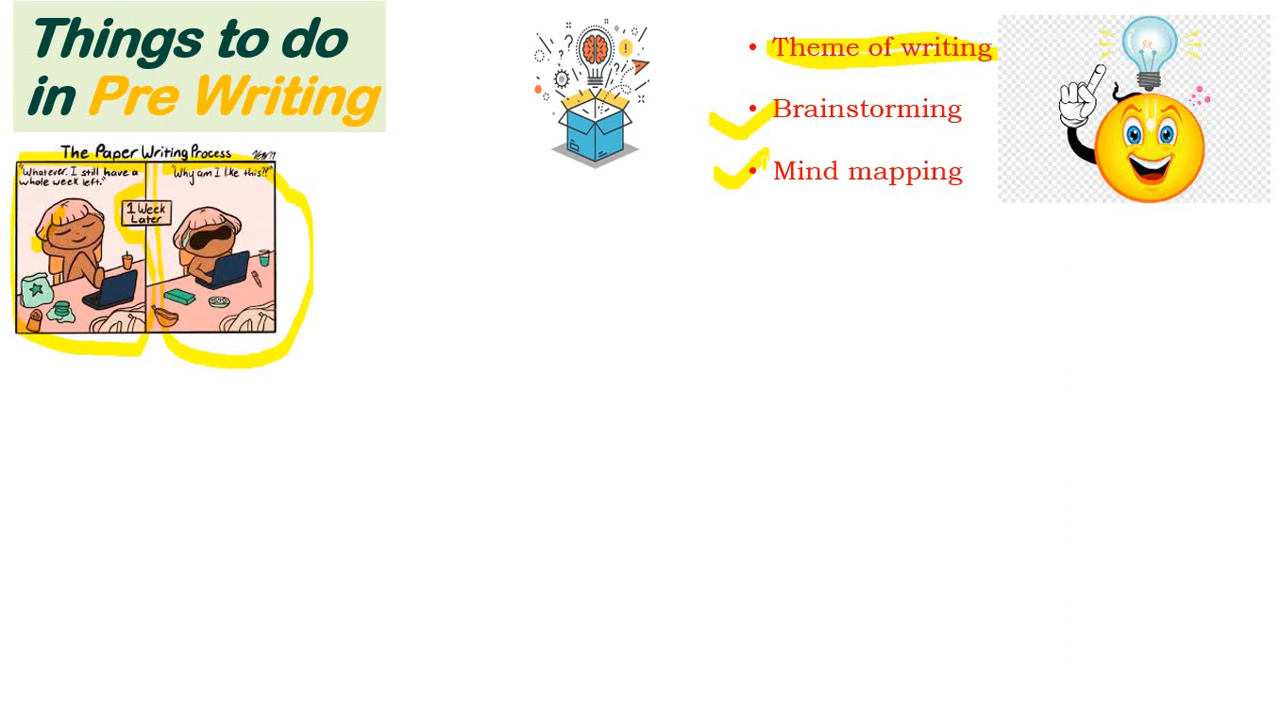 Things to do
in Pre Writing
The Paper Writing Process
"Whatever. I still have a
whole week left."
1 Week
Later
"Why am I like this??"
• Theme of writing
• Brainstorming
• Mind mapping